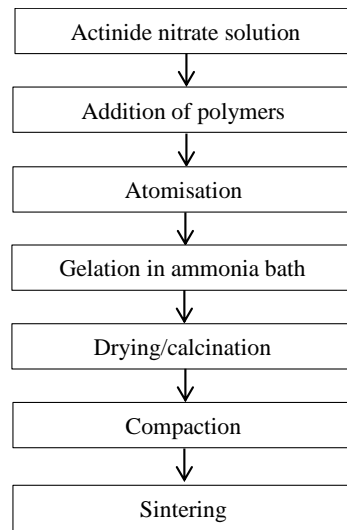 Actinide nitrate solution
Addition of polymers
Atomisation
Gelation in ammonia bath
Drying/calcination
Compaction
Sintering